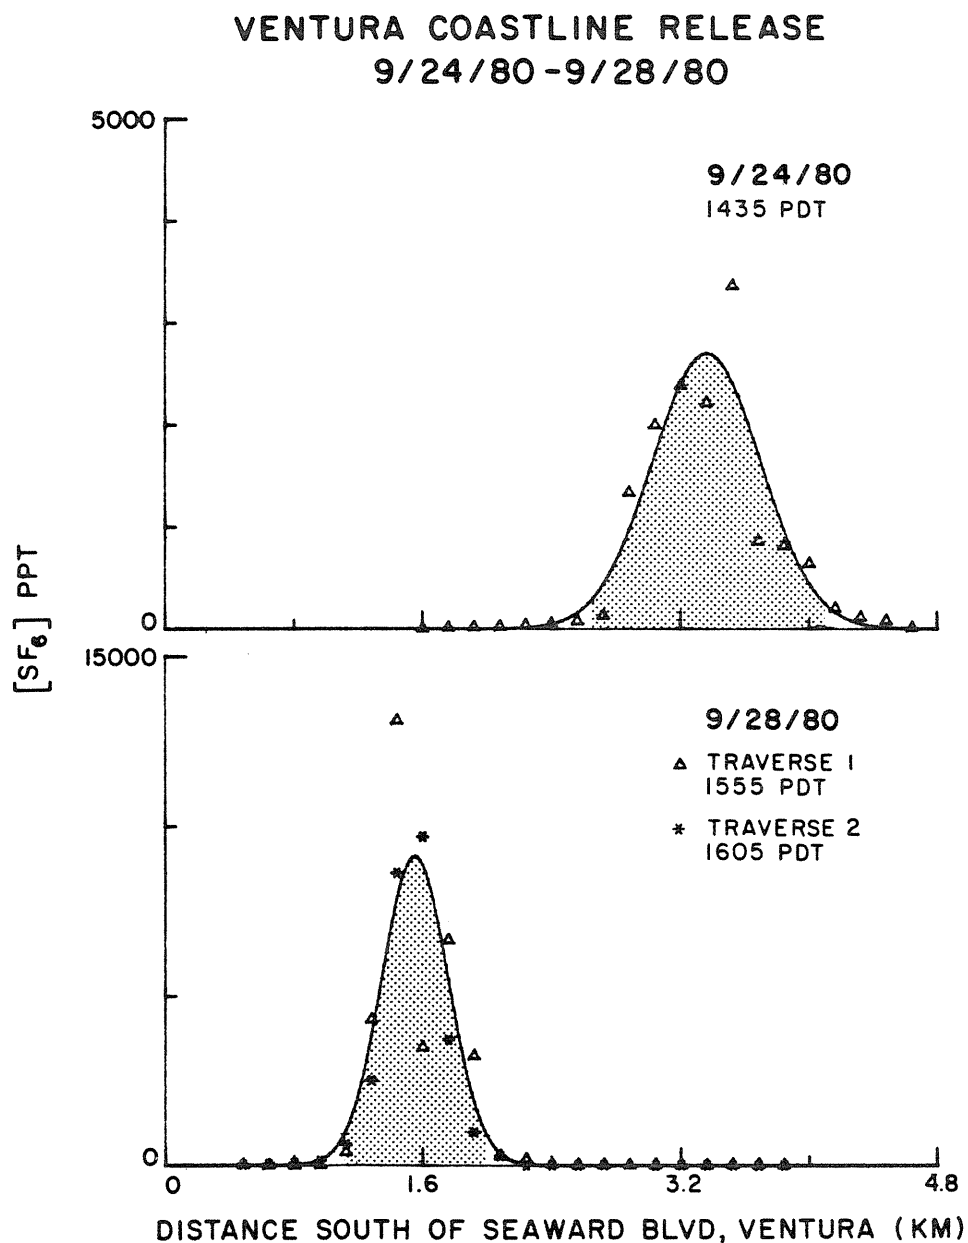 VENTURA COASTLINE RELEASE
9/24/80-9/28/80
5000
9/24/80
1435 PDT
0
[SF6] PPT
15000
9/28/80
△ TRAVERSE 1
1555 PDT
* TRAVERSE 2
1605 PDT
0
0 1.6 3.2 4.8
DISTANCE SOUTH OF SEAWARD BLVD, VENTURA (KM)